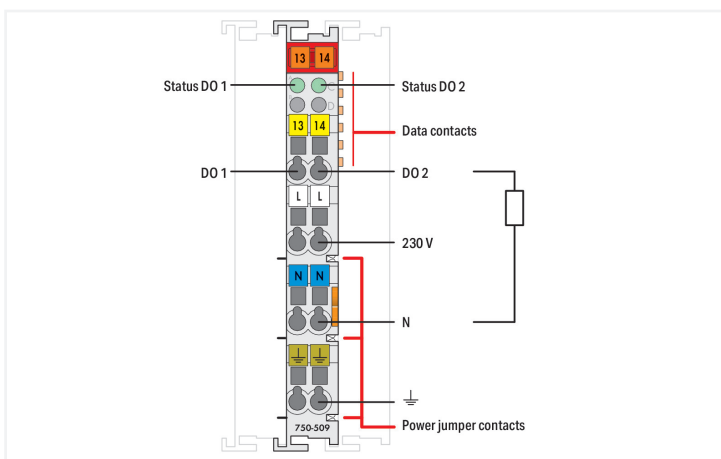 13 14
Status DO 1
C
Status DO 2
D
13 14
Data contacts
DO 1
DO 2
L L
230 V
N N
N
Power jumper contacts
750-509